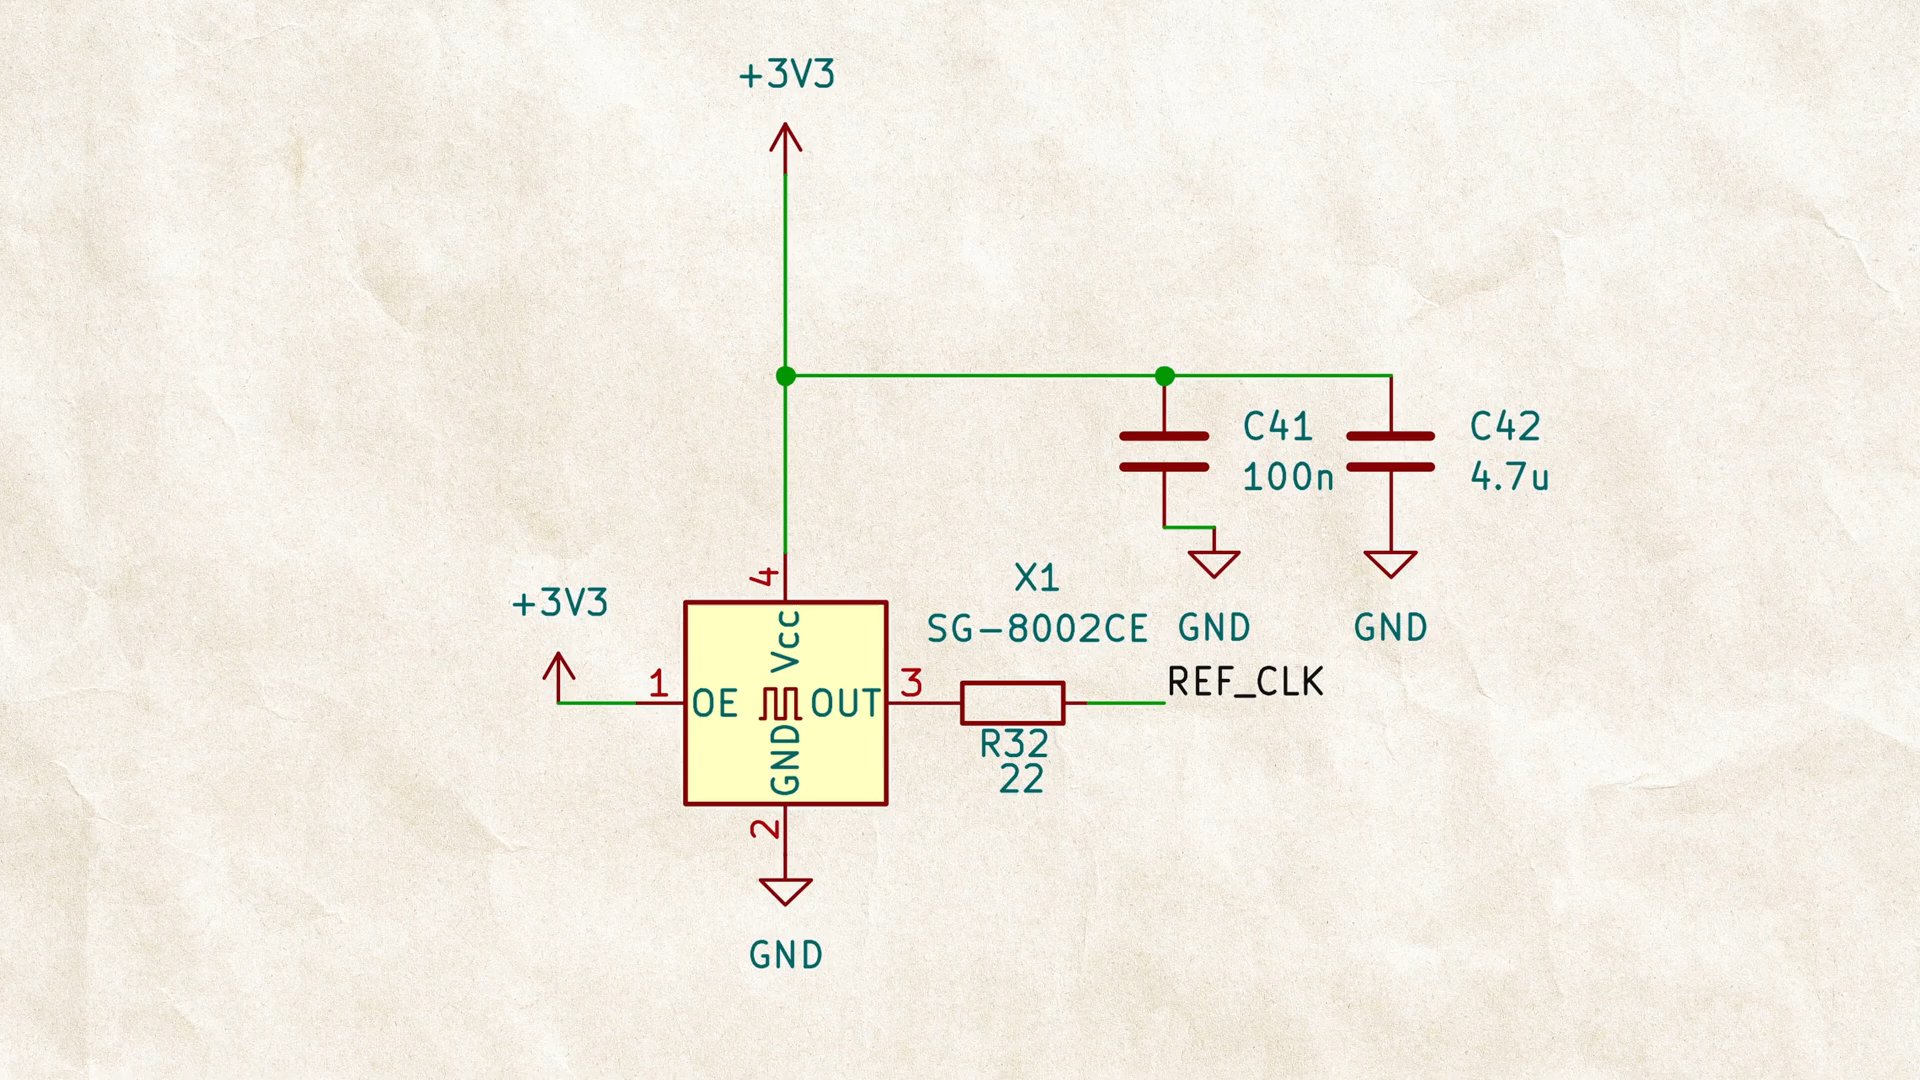 +3V3
C41
100n
C42
4.7u
4
X1
SG-8002CE
GND
GND
+3V3
1
OE
Vcc
GND
OUT
3
REF_CLK
R32
22
2
GND